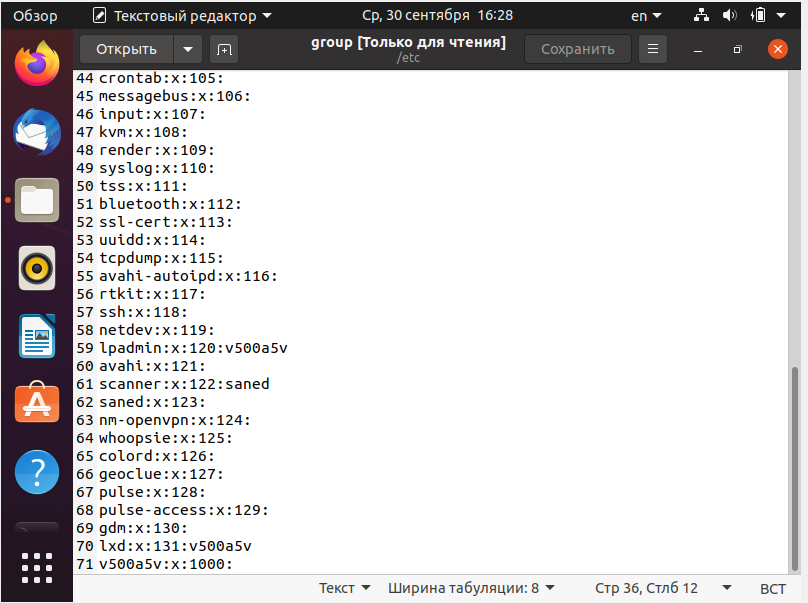 Обзор Текстовый редактор Ср, 30 сентября 16:28 en
Открыть group [Только для чтения] Сохранить
/etc
44 crontab:x:105:
45 messagebus:x:106:
46 input:x:107:
47 kvm:x:108:
48 render:x:109:
49 syslog:x:110:
50 tss:x:111:
51 bluetooth:x:112:
52 ssl-cert:x:113:
53 uuidd:x:114:
54 tcpdump:x:115:
55 avahi-autoipd:x:116:
56 rtkit:x:117:
57 ssh:x:118:
58 netdev:x:119:
59 lpadmin:x:120:v500a5v
60 avahi:x:121:
61 scanner:x:122:saned
62 saned:x:123:
63 nm-openvpn:x:124:
64 whoopsie:x:125:
65 colord:x:126:
66 geoclue:x:127:
67 pulse:x:128:
68 pulse-access:x:129:
69 gdm:x:130:
70 lxd:x:131:v500a5v
71 v500a5v:x:1000:
Текст Ширина табуляции: 8 Стр 36, Стлб 12 ВСТ